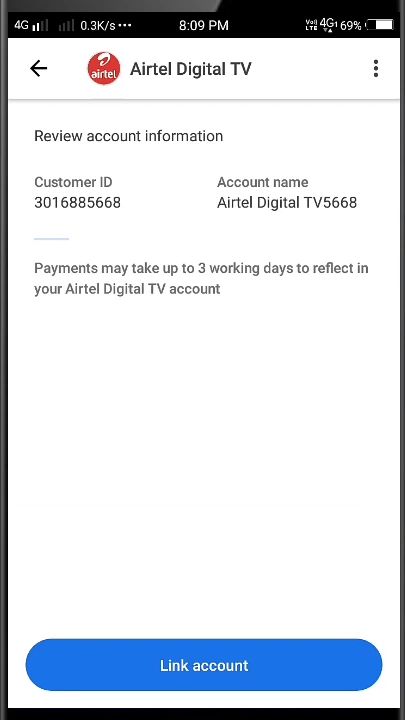 4G 0.3K/s ••• 8:09 PM 4G 69%
airtel Airtel Digital TV
Review account information
Customer ID Account name
3016885668 Airtel Digital TV5668
Payments may take up to 3 working days to reflect in
your Airtel Digital TV account
Link account